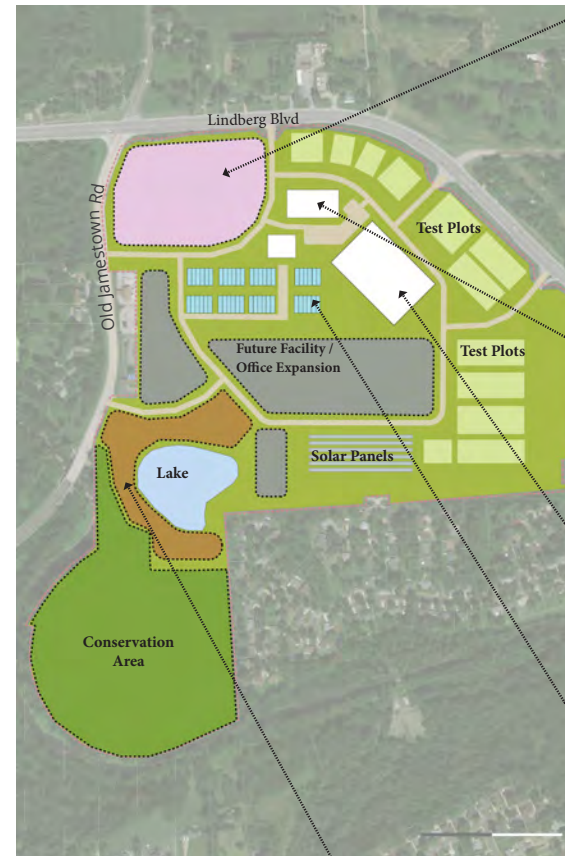 Lindberg Blvd
Old Jamestown Rd
Test Plots
Future Facility /
Office Expansion
Test Plots
Solar Panels
Lake
Conservation
Area